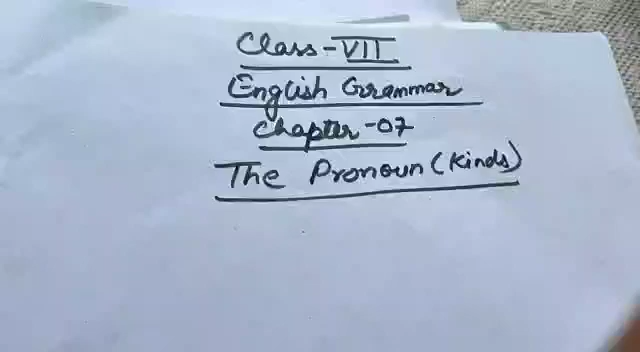 Class-VII
English Grammar
Chapter-07
The Pronoun (Kinds)